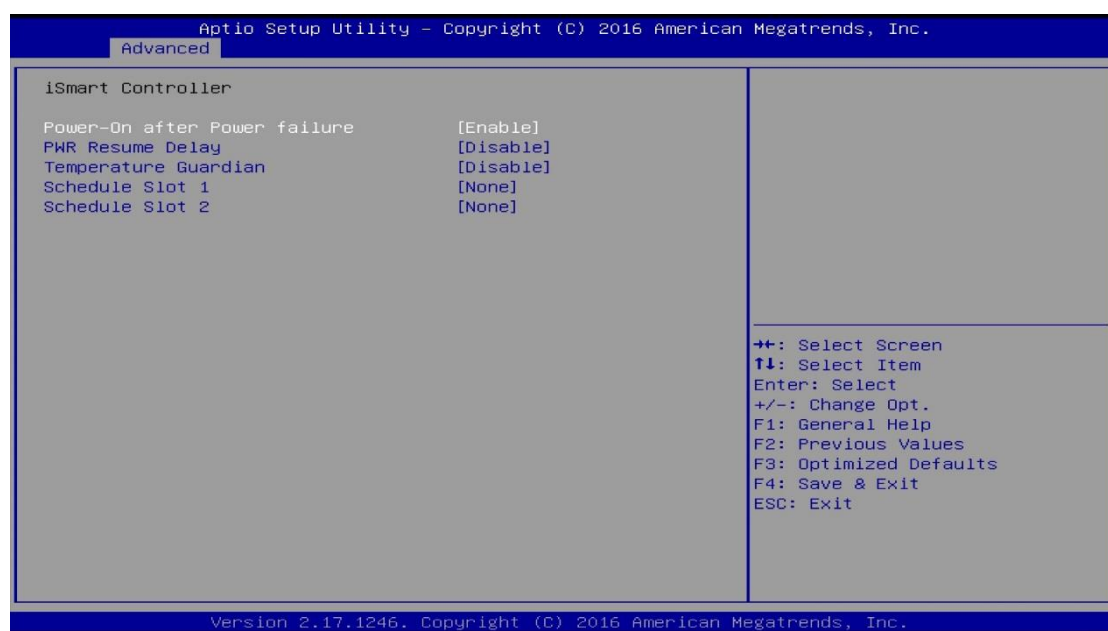 Aptio Setup Utility – Copyright (C) 2016 American Megatrends, Inc.
Advanced
iSmart Controller
Power-On after Power failure [Enable]
PWR Resume Delay [Disable]
Temperature Guardian [Disable]
Schedule Slot 1 [None]
Schedule Slot 2 [None]
→←: Select Screen
↑↓: Select Item
Enter: Select
+/-: Change Opt.
F1: General Help
F2: Previous Values
F3: Optimized Defaults
F4: Save & Exit
ESC: Exit
Version 2.17.1246. Copyright (C) 2016 American Megatrends, Inc.